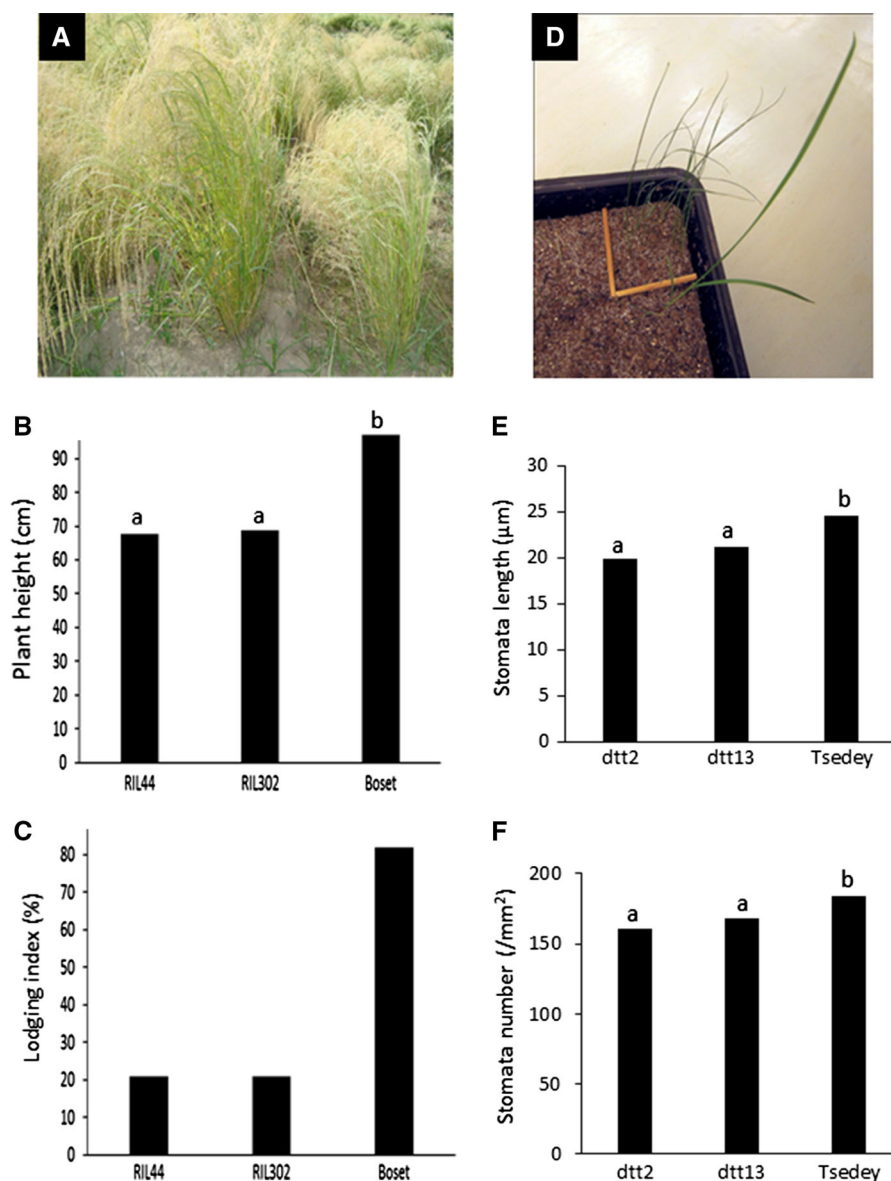 A
D
B
Plant height (cm)
90
80
70
60
50
40
30
20
10
0
a
a
b
RIL44
RIL302
Boset
E
Stomata length (µm)
30
25
20
15
10
5
0
a
a
b
dtt2
dtt13
Tsedey
C
Lodging index (%)
80
70
60
50
40
30
20
10
0
RIL44
RIL302
Boset
F
Stomata number (/mm²)
200
150
100
50
0
a
a
b
dtt2
dtt13
Tsedey